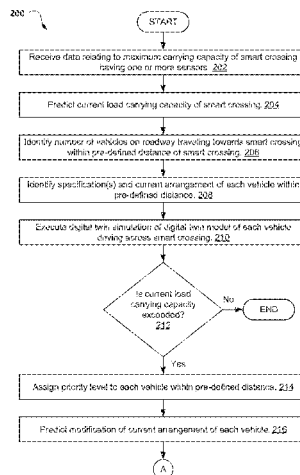 200
START
Receive data relating to maximum carrying capacity of smart crossing
having one or more sensors. 202
Predict current load carrying capacity of smart crossing. 204
Identify number of vehicles on roadway traveling towards smart crossing
within pre-defined distance of smart crossing. 206
Identify specification(s) and current arrangement of each vehicle within
pre-defined distance. 208
Execute digital twin simulation of digital twin model of each vehicle
driving across smart crossing. 210
Is current load
carrying capacity
exceeded?
212
No
END
Yes
Assign priority level to each vehicle within pre-defined distance. 214
Predict modification of current arrangement of each vehicle. 216
A